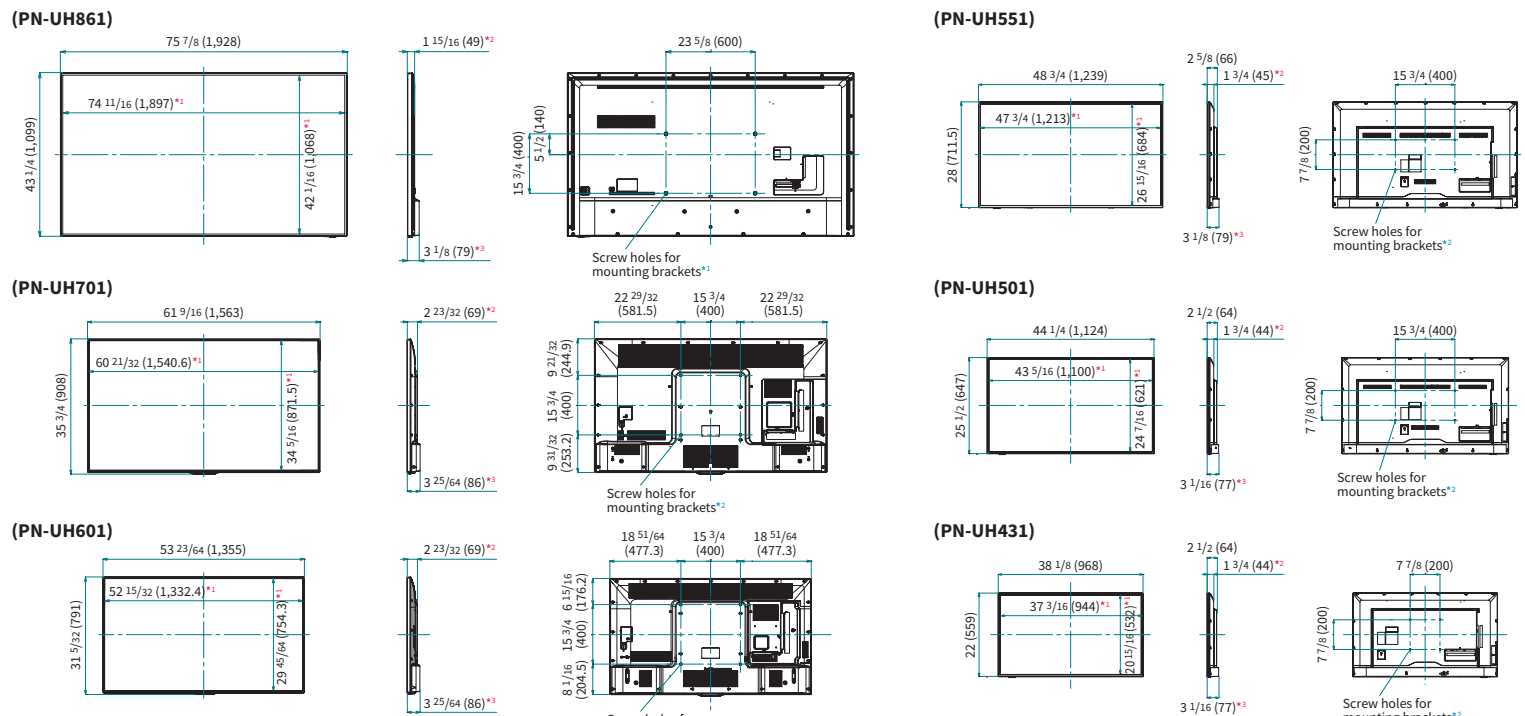 (PN-UH861)
75 7/8 (1,928)
74 11/16 (1,897)*1
43 1/4 (1,099)
42 1/16 (1,068)*1
1 15/16 (49)*2
3 1/8 (79)*3
23 5/8 (600)
15 3/4 (400)
5 1/2 (140)
Screw holes for
mounting brackets*1
(PN-UH551)
48 3/4 (1,239)
47 3/4 (1,213)*1
28 (711.5)
26 15/16 (684)*1
2 5/8 (66)
1 3/4 (45)*2
3 1/8 (79)*3
15 3/4 (400)
7 7/8 (200)
Screw holes for
mounting brackets*2
(PN-UH701)
61 9/16 (1,563)
60 21/32 (1,540.6)*1
35 3/4 (908)
34 5/16 (871.5)*1
2 23/32 (69)*2
3 25/64 (86)*3
22 29/32
(581.5)
15 3/4
(400)
22 29/32
(581.5)
9 21/32
(244.9)
15 3/4
(400)
9 31/32
(253.2)
Screw holes for
mounting brackets*2
(PN-UH501)
44 1/4 (1,124)
43 5/16 (1,100)*1
25 1/2 (647)
24 7/16 (621)*1
2 1/2 (64)
1 3/4 (44)*2
3 1/16 (77)*3
15 3/4 (400)
7 7/8 (200)
Screw holes for
mounting brackets*2
(PN-UH601)
53 23/64 (1,355)
52 15/32 (1,332.4)*1
31 5/32 (791)
29 45/64 (754.3)*1
2 23/32 (69)*2
3 25/64 (86)*3
18 51/64
(477.3)
15 3/4
(400)
18 51/64
(477.3)
6 15/16
(176.2)
15 3/4
(400)
8 1/16
(204.5)
Screw holes for
(PN-UH431)
38 1/8 (968)
37 3/16 (944)*1
22 (559)
20 15/16 (532)*1
2 1/2 (64)
1 3/4 (44)*2
3 1/16 (77)*3
7 7/8 (200)
7 7/8 (200)
Screw holes for
mounting brackets*2